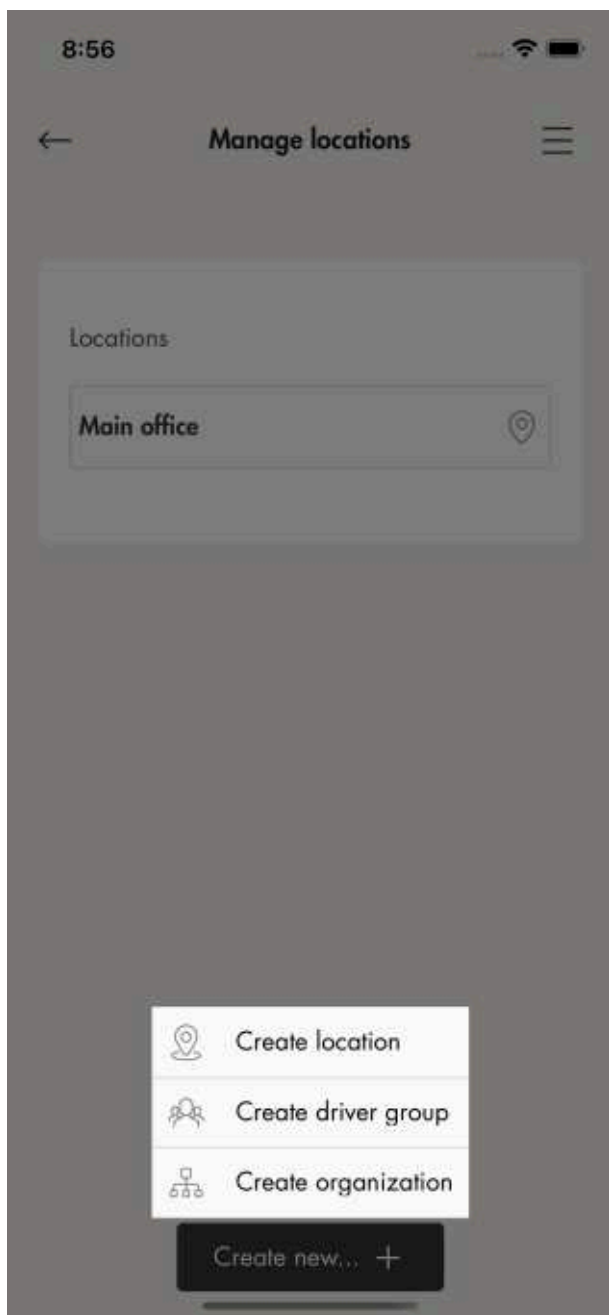 8:56
Manage locations
Locations
Main office
Create location
Create driver group
Create organization
Create new... +